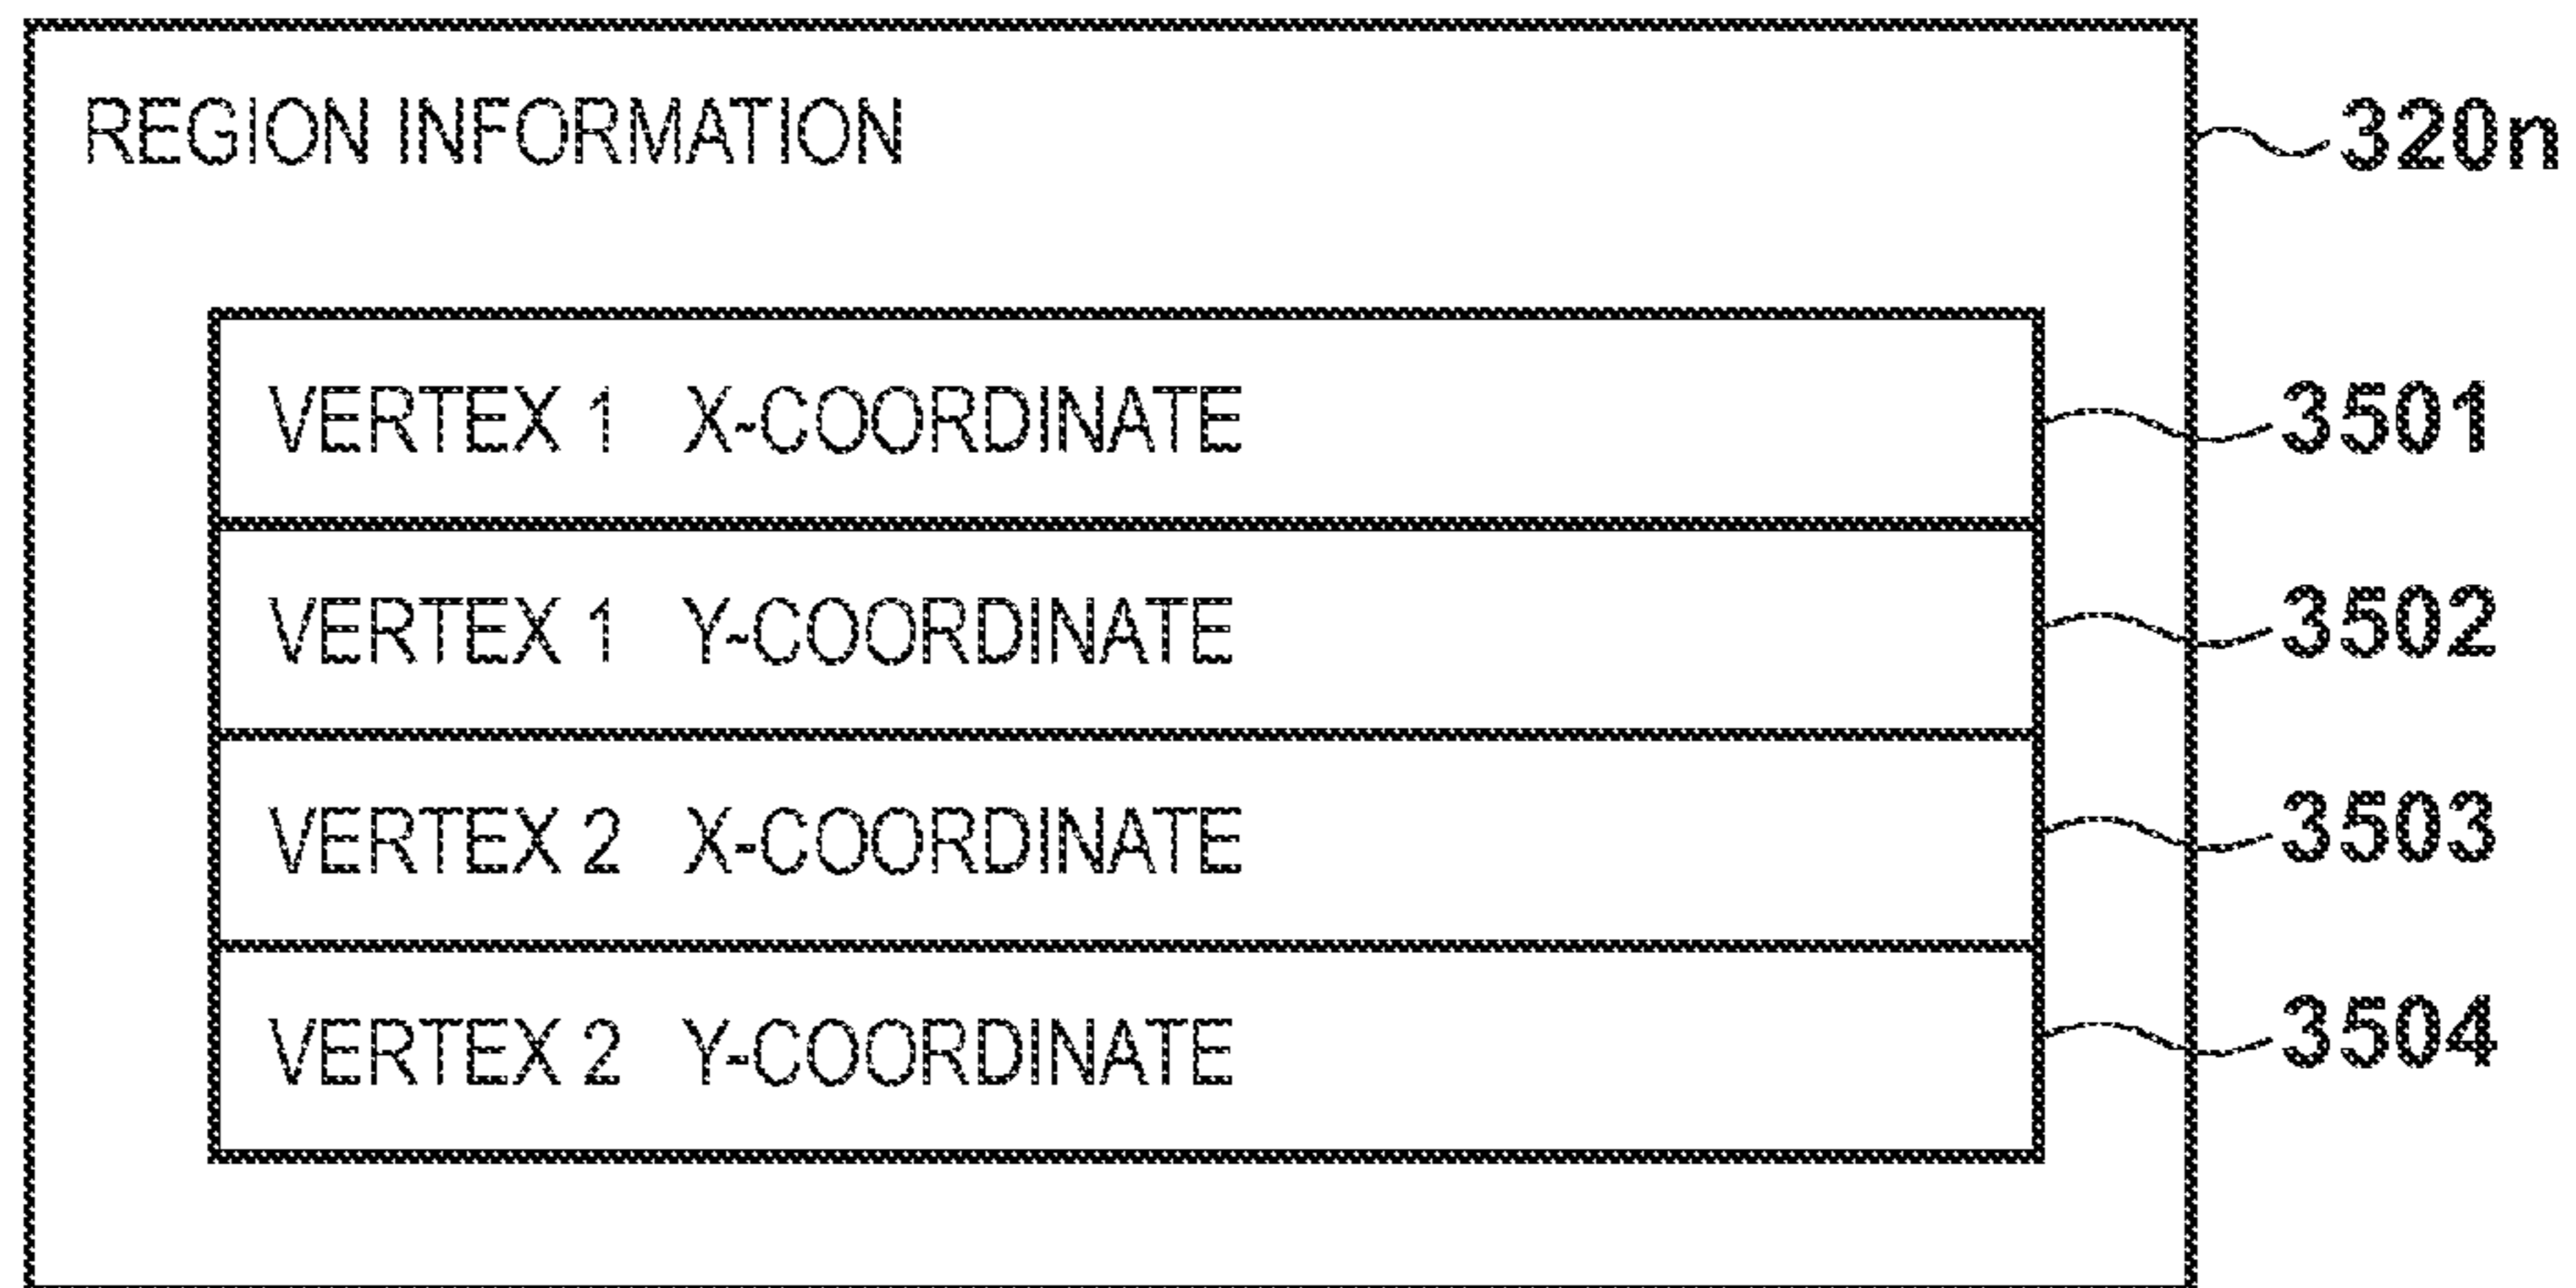 REGION INFORMATION 320n
VERTEX 1 X-COORDINATE 3501
VERTEX 1 Y-COORDINATE 3502
VERTEX 2 X-COORDINATE 3503
VERTEX 2 Y-COORDINATE 3504